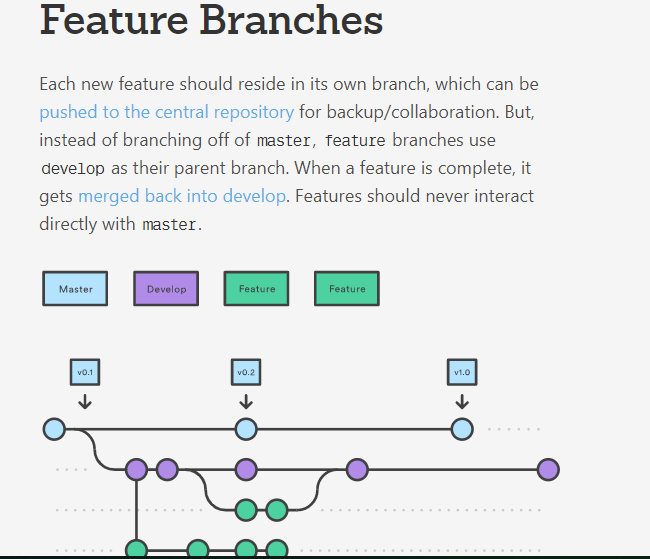 Feature Branches
Each new feature should reside in its own branch, which can be
pushed to the central repository for backup/collaboration. But,
instead of branching off of master, feature branches use
develop as their parent branch. When a feature is complete, it
gets merged back into develop. Features should never interact
directly with master.
Master Develop Feature Feature
v0.1 v0.2 v1.0